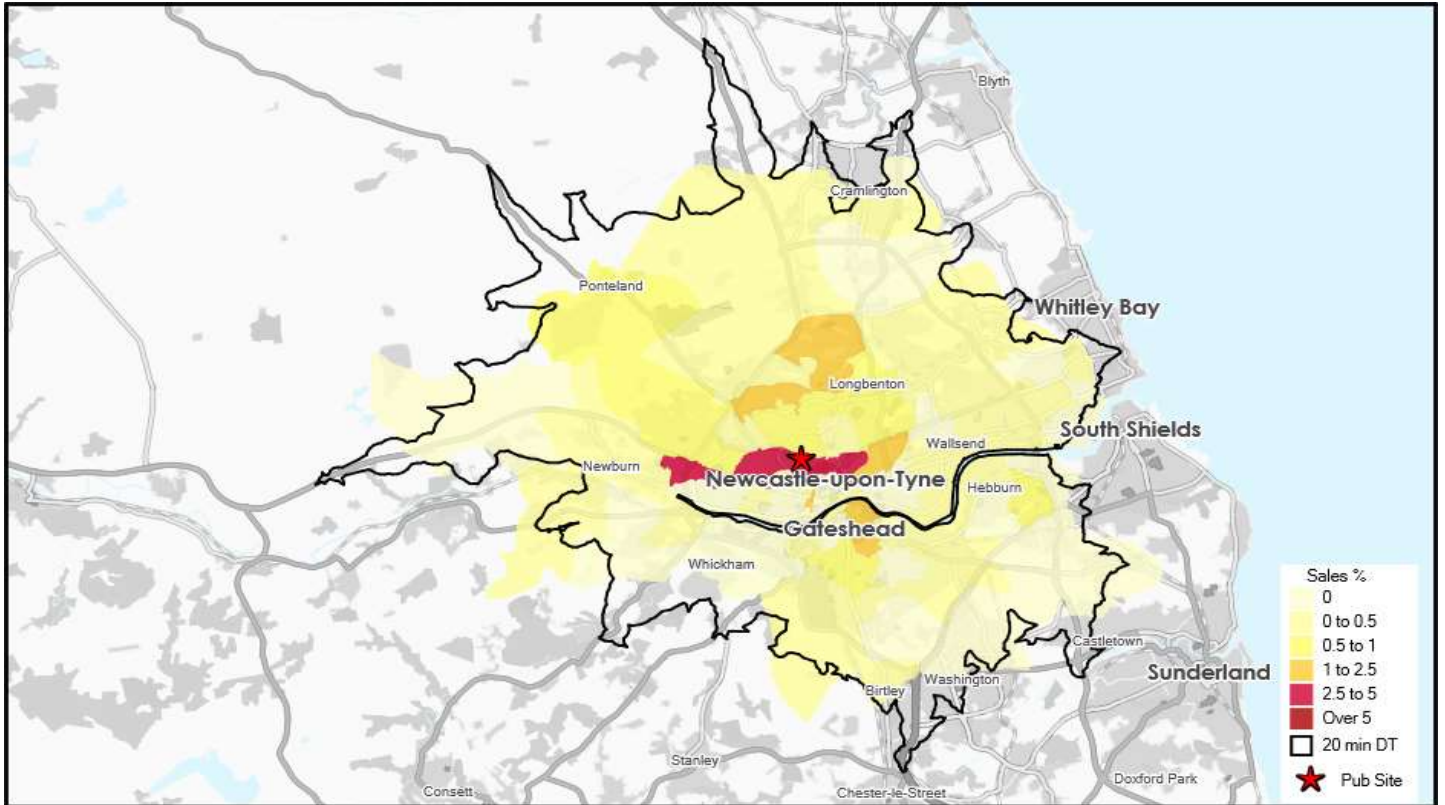 Blyth
Cramlington
Ponteland
Whitley Bay
Longbenton
South Shields
Wallsend
Newburn
Newcastle-upon-Tyne
Hebburn
Gateshead
Whickham
Castletown
Sunderland
Washington
Birtley
Stanley
Doxford Park
Consett
Chester-le-Street
Sales %
0
0 to 0.5
0.5 to 1
1 to 2.5
2.5 to 5
Over 5
20 min DT
Pub Site